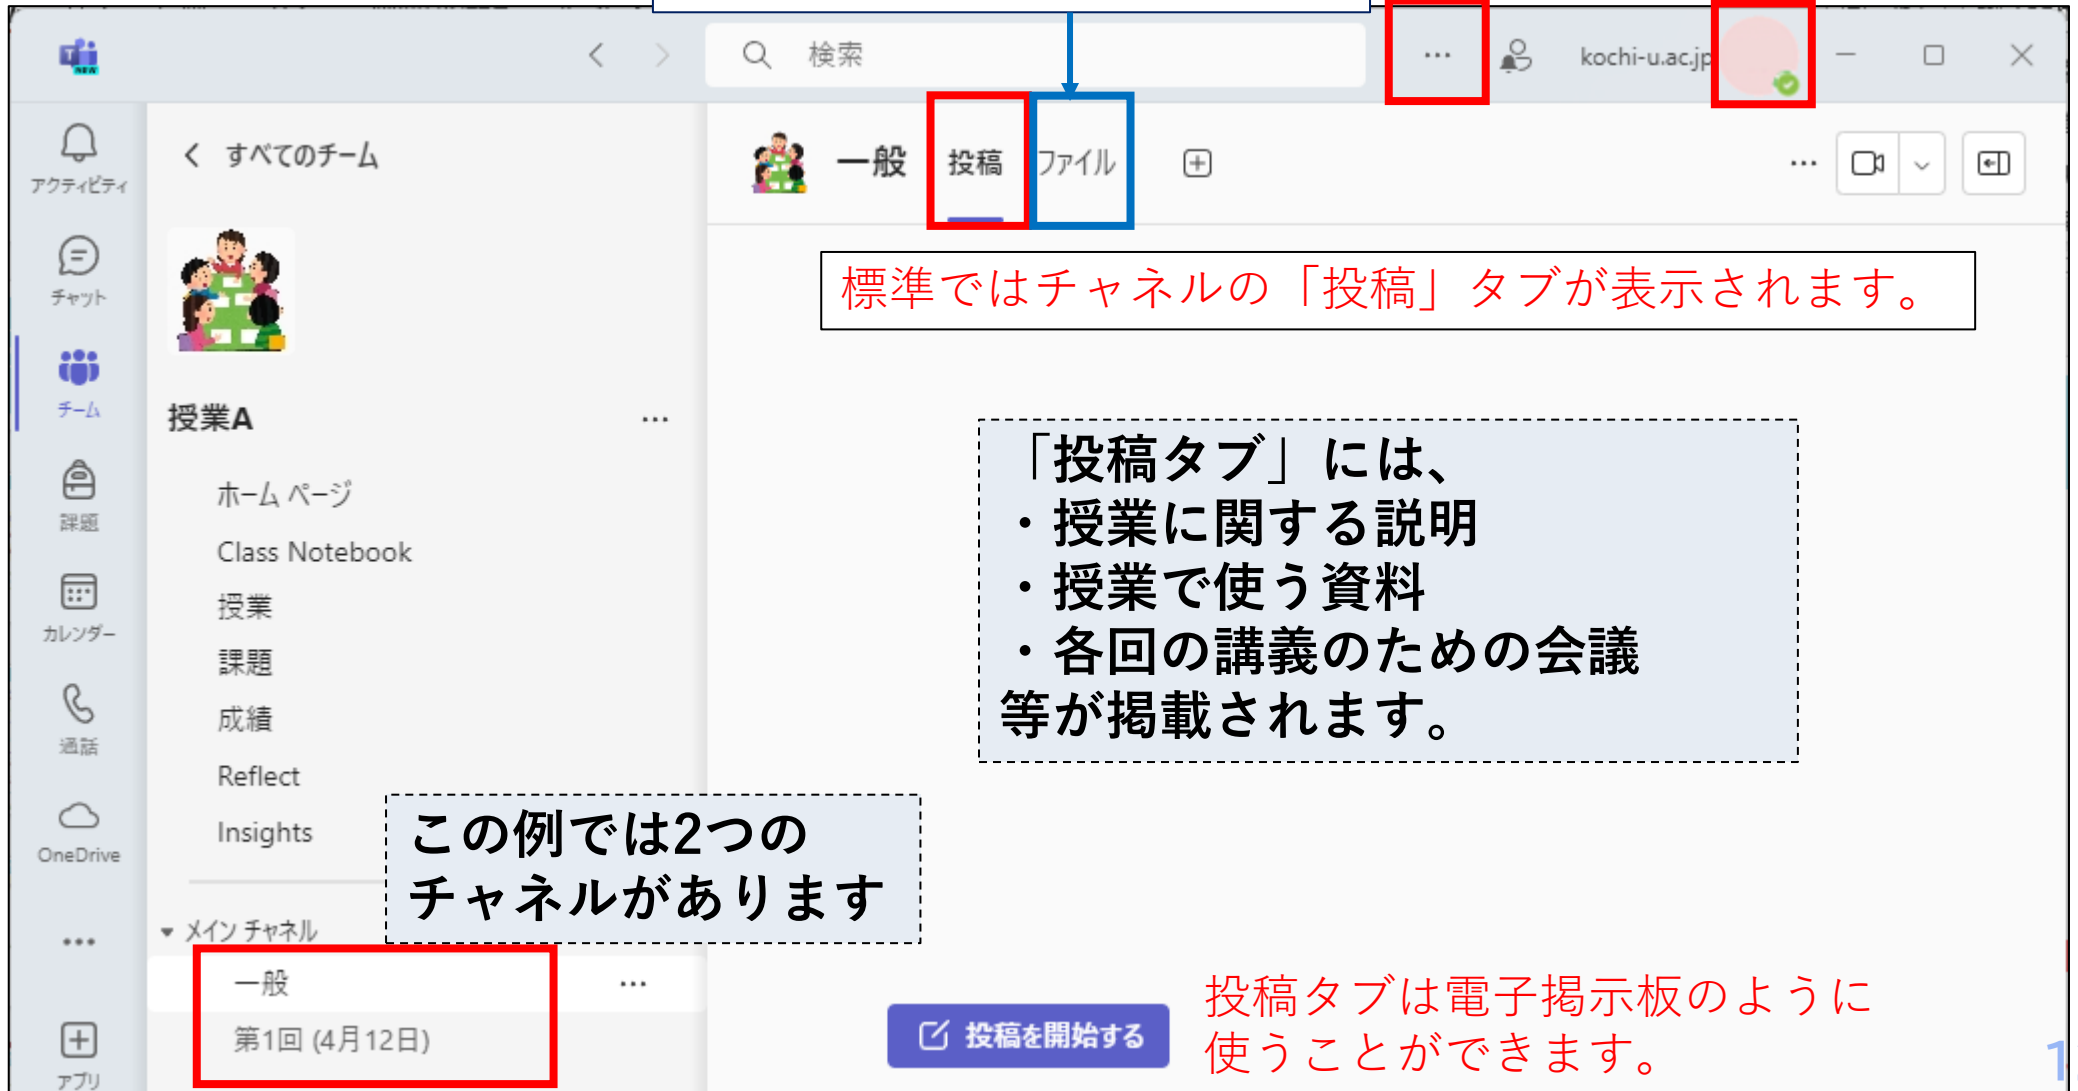 検索
kochi-u.ac.jp
NEW
アクティビティ
チャット
チーム
課題
カレンダー
通話
OneDrive
アプリ
すべてのチーム
授業A
ホーム ページ
Class Notebook
授業
課題
成績
Reflect
Insights
メイン チャネル
一般
第1回 (4月12日)
この例では2つの
チャネルがあります
一般 投稿 ファイル
標準ではチャネルの「投稿」タブが表示されます。
「投稿タブ」には、
・授業に関する説明
・授業で使う資料
・各回の講義のための会議
等が掲載されます。
投稿を開始する
投稿タブは電子掲示板のように
使うことができます。